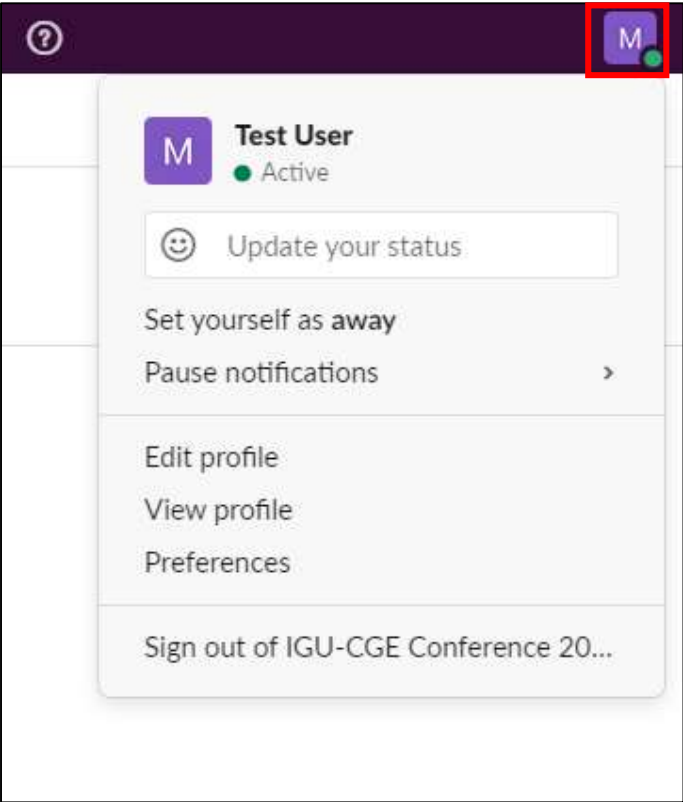 M
M
Test User
Active
Update your status
Set yourself as away
Pause notifications
Edit profile
View profile
Preferences
Sign out of IGU-CGE Conference 20...